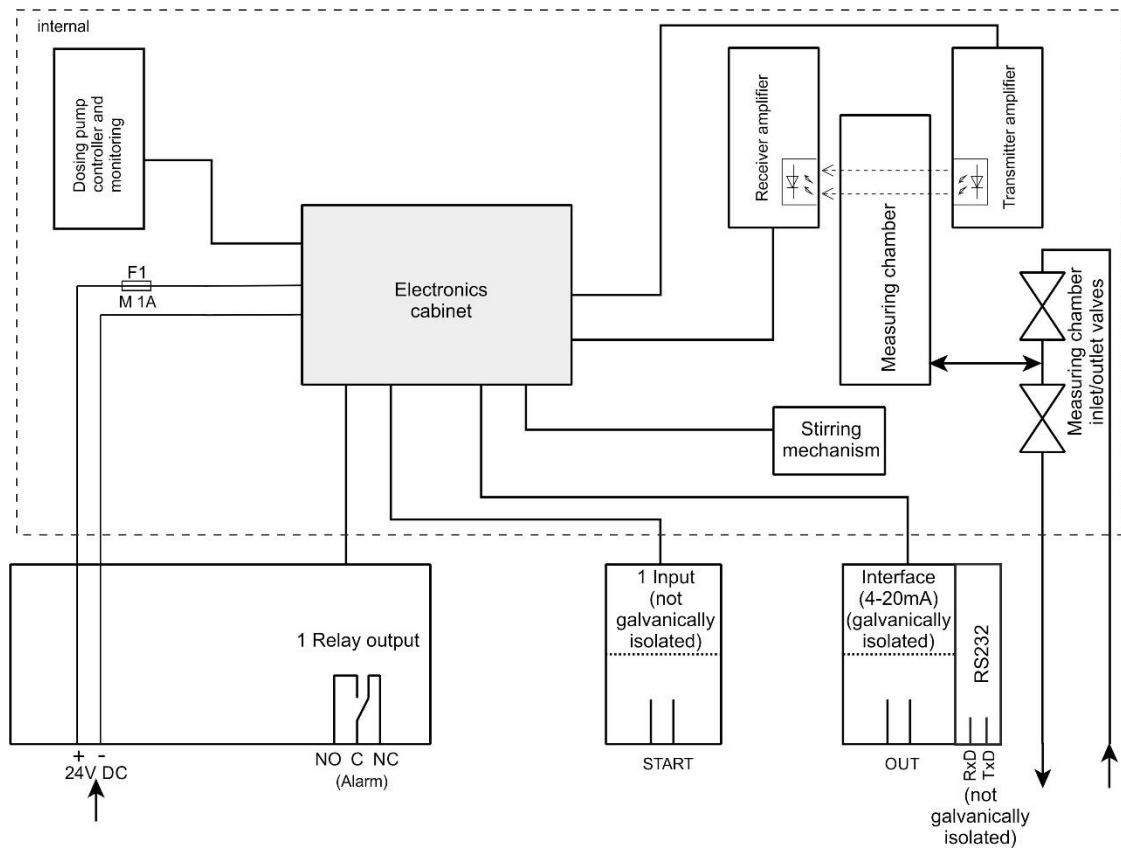 internal
Dosing pump
controller and
monitoring
Receiver amplifier
Transmitter amplifier
Measuring chamber
F1
M 1A
Electronics
cabinet
Measuring chamber
inlet/outlet valves
Stirring
mechanism
1 Relay output
NO C NC
(Alarm)
+ -
24V DC
1 Input
(not
galvanically
isolated)
START
Interface
(4-20mA)
(galvanically
isolated)
OUT
RS232
RxD
TxD
(not
galvanically
isolated)